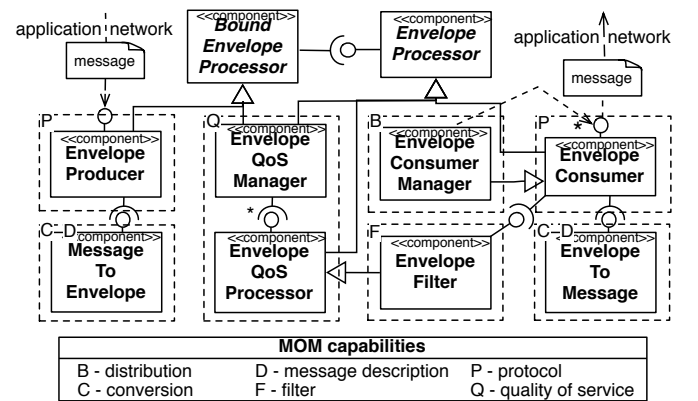 application network
message
<<component>>
Bound
Envelope
Processor
<<component>>
Envelope
Processor
application network
message
P
<<component>>
Envelope
Producer
Q
<<component>>
Envelope
QoS
Manager
B
<<component>>
Envelope
Consumer
Manager
P
*
<<component>>
Envelope
Consumer
C–D
<<component>>
Message
To
Envelope
*
<<component>>
Envelope
QoS
Processor
F
<<component>>
Envelope
Filter
C–D
<<component>>
Envelope
To
Message
MOM capabilities
B - distribution D - message description P - protocol
C - conversion F - filter Q - quality of service